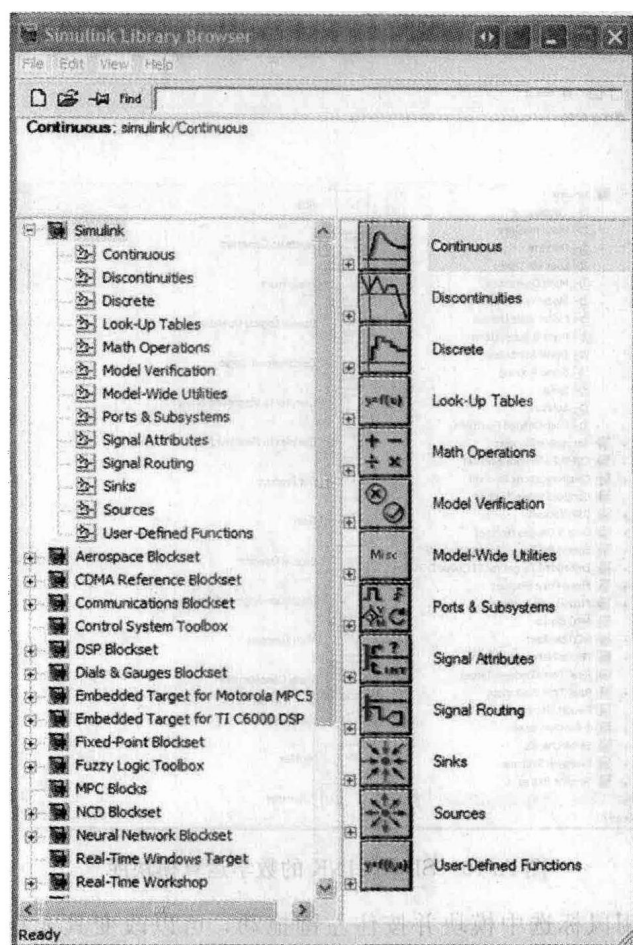 Simulink Library Browser
File Edit View Help
Find
Continuous: simulink/Continuous
Simulink
Continuous
Discontinuities
Discrete
Look-Up Tables
Math Operations
Model Verification
Model-Wide Utilities
Ports & Subsystems
Signal Attributes
Signal Routing
Sinks
Sources
User-Defined Functions
Aerospace Blockset
CDMA Reference Blockset
Communications Blockset
Control System Toolbox
DSP Blockset
Dials & Gauges Blockset
Embedded Target for Motorola MPC5
Embedded Target for TI C6000 DSP
Fixed-Point Blockset
Fuzzy Logic Toolbox
MPC Blocks
NCD Blockset
Neural Network Blockset
Real-Time Windows Target
Real-Time Workshop
Continuous
Discontinuities
Discrete
y=f(u)
Look-Up Tables
+ − ÷ ×
Math Operations
Model Verification
Misc
Model-Wide Utilities
Ports & Subsystems
Signal Attributes
Signal Routing
Sinks
Sources
y=f(u)
User-Defined Functions
Ready